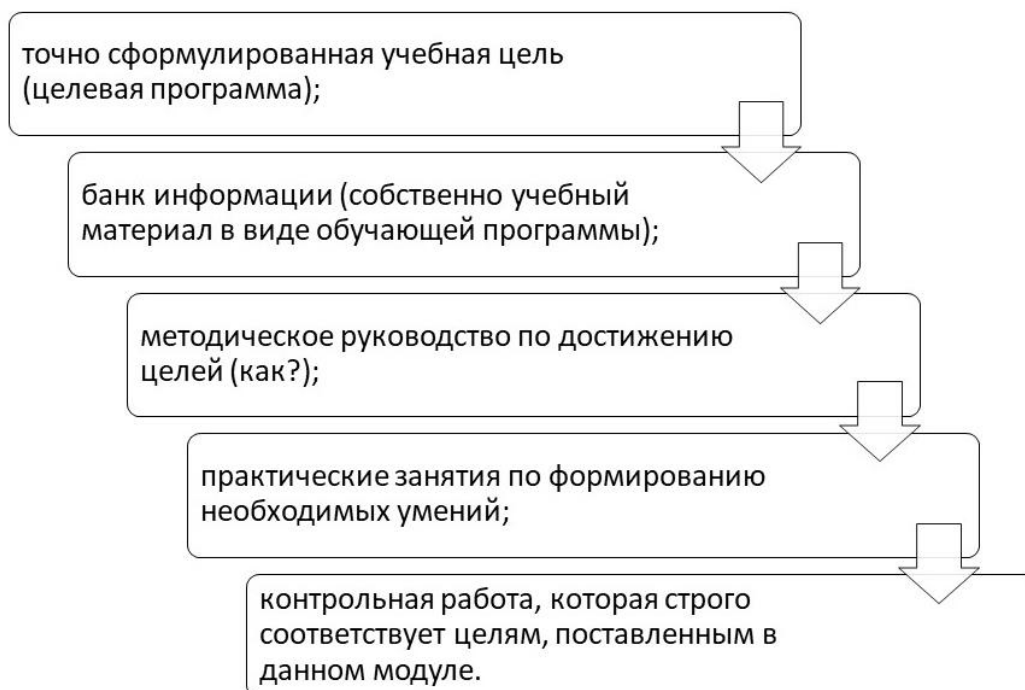 точно сформулированная учебная цель
(целевая программа);
банк информации (собственно учебный
материал в виде обучающей программы);
методическое руководство по достижению
целей (как?);
практические занятия по формированию
необходимых умений;
контрольная работа, которая строго
соответствует целям, поставленным в
данном модуле.